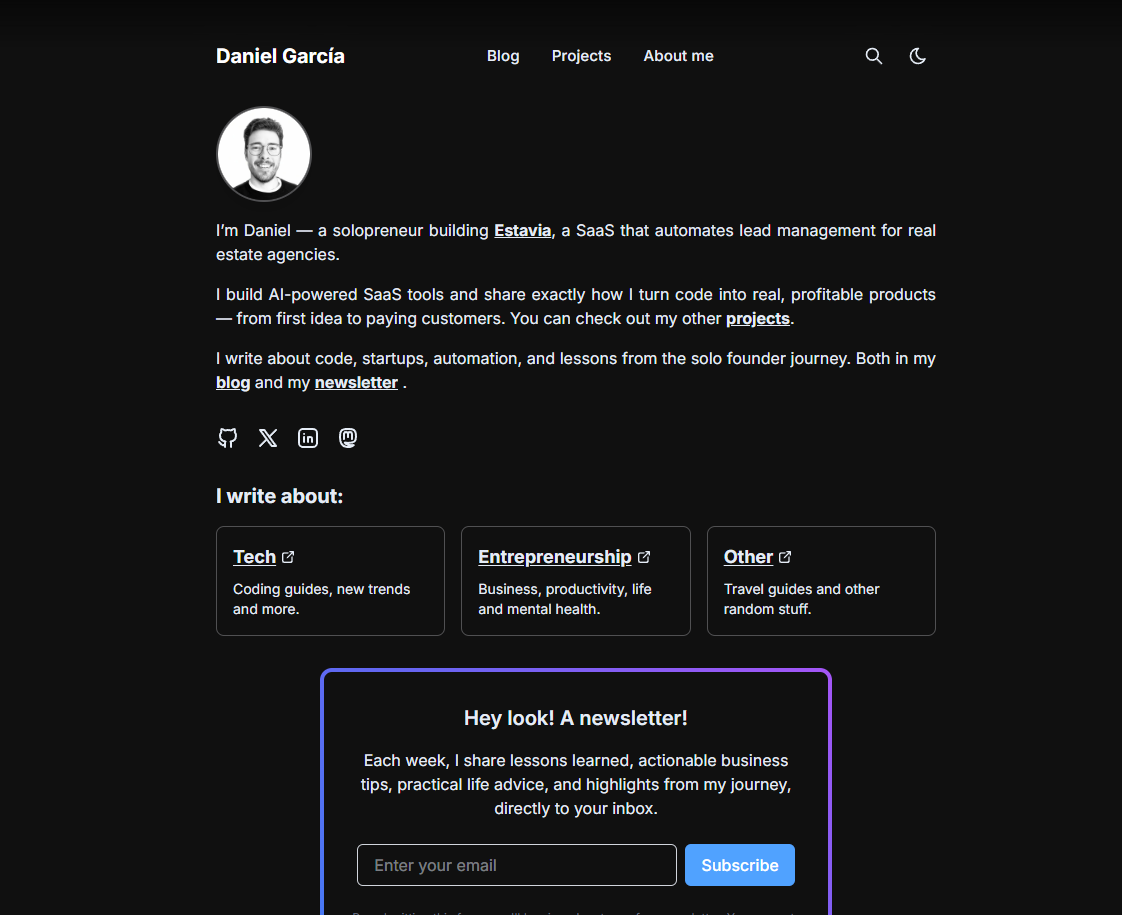 Daniel García
Blog
Projects
About me
I’m Daniel — a solopreneur building Estavia, a SaaS that automates lead management for real
estate agencies.
I build AI-powered SaaS tools and share exactly how I turn code into real, profitable products
— from first idea to paying customers. You can check out my other projects.
I write about code, startups, automation, and lessons from the solo founder journey. Both in my
blog and my newsletter .
I write about:
Tech
Coding guides, new trends
and more.
Entrepreneurship
Business, productivity, life
and mental health.
Other
Travel guides and other
random stuff.
Hey look! A newsletter!
Each week, I share lessons learned, actionable business
tips, practical life advice, and highlights from my journey,
directly to your inbox.
Enter your email
Subscribe